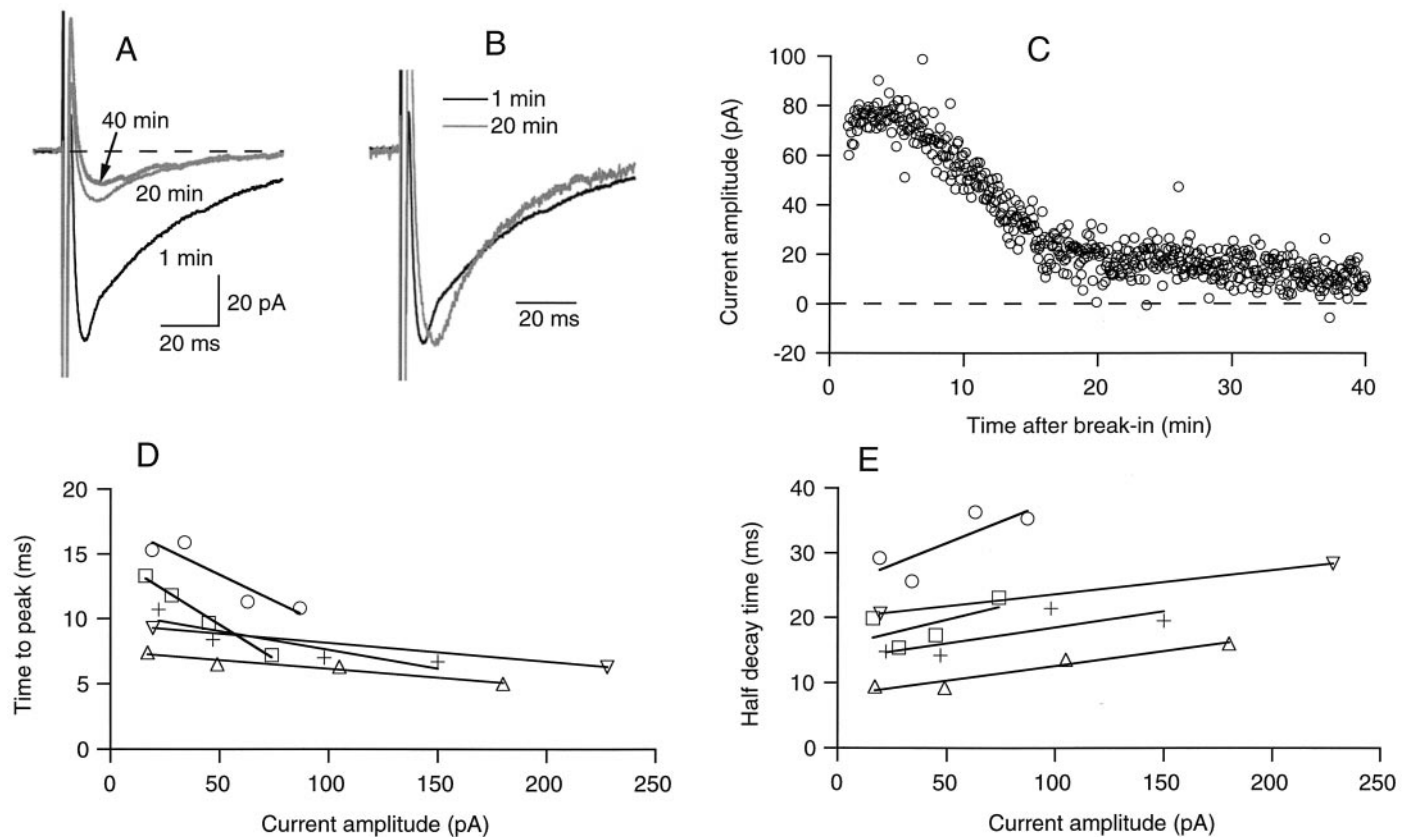 A
40 min
20 min
1 min
20 pA
20 ms
B
1 min
20 min
20 ms
C
Current amplitude (pA)
100
80
60
40
20
0
-20
0
10
20
30
40
Time after break-in (min)
D
Time to peak (ms)
20
15
10
5
0
0
50
100
150
200
250
Current amplitude (pA)
E
Half decay time (ms)
40
30
20
10
0
0
50
100
150
200
250
Current amplitude (pA)